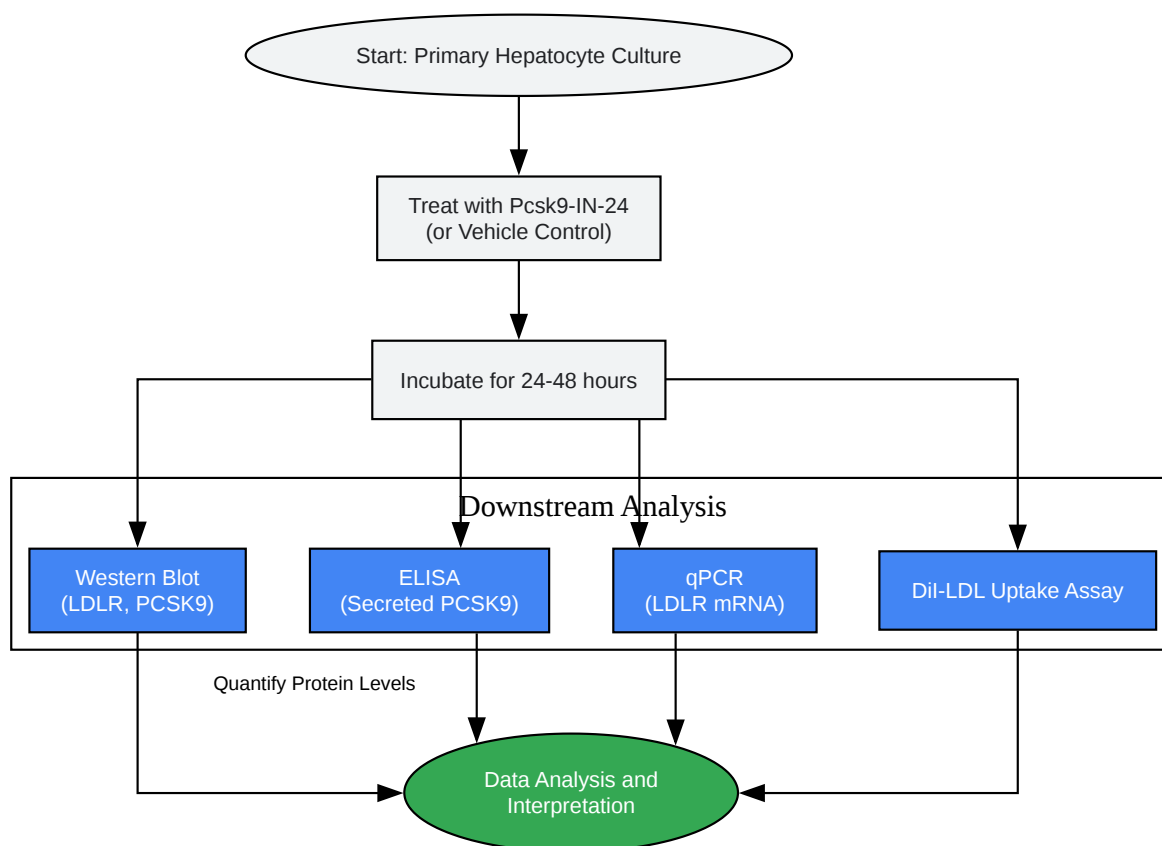 Start: Primary Hepatocyte Culture
Treat with Pcsk9-IN-24
(or Vehicle Control)
Incubate for 24-48 hours
Downstream Analysis
Western Blot
(LDLR, PCSK9)
ELISA
(Secreted PCSK9)
qPCR
(LDLR mRNA)
DiI-LDL Uptake Assay
Quantify Protein Levels
Data Analysis and
Interpretation